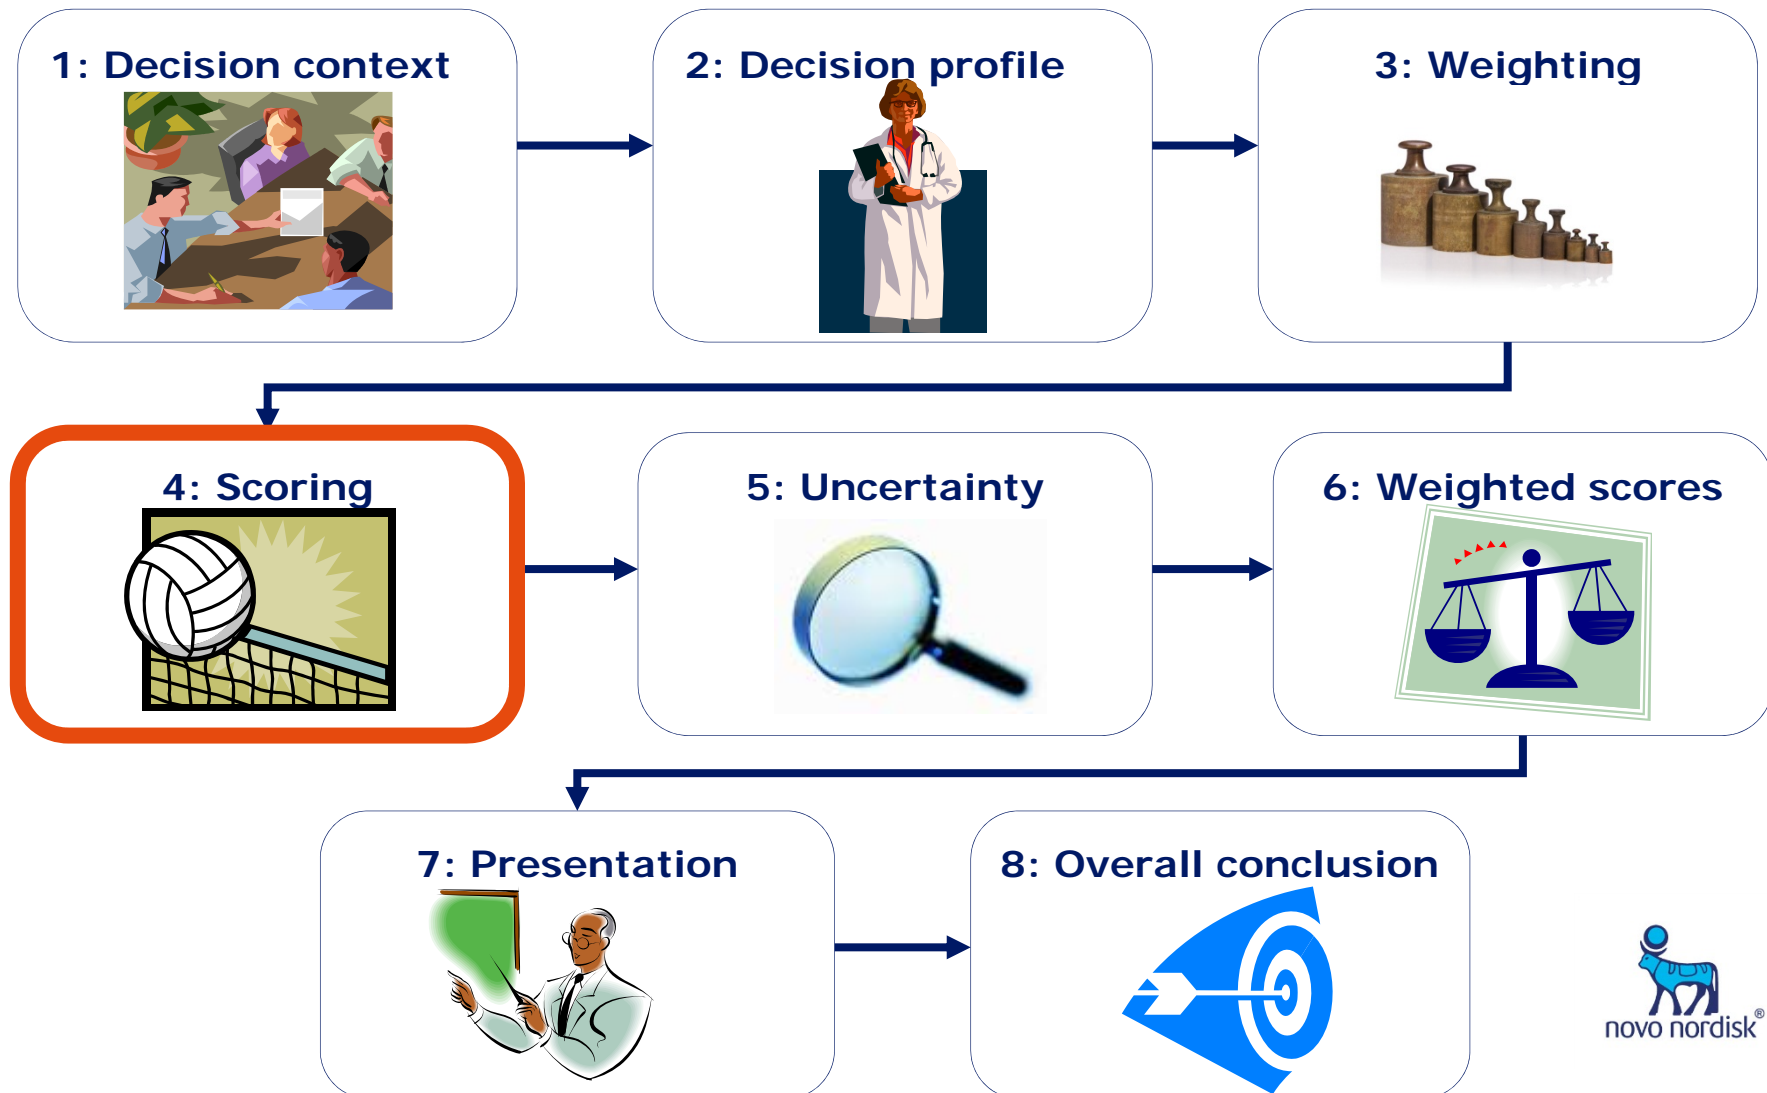 1: Decision context
2: Decision profile
3: Weighting
4: Scoring
5: Uncertainty
6: Weighted scores
7: Presentation
8: Overall conclusion
novo nordisk®